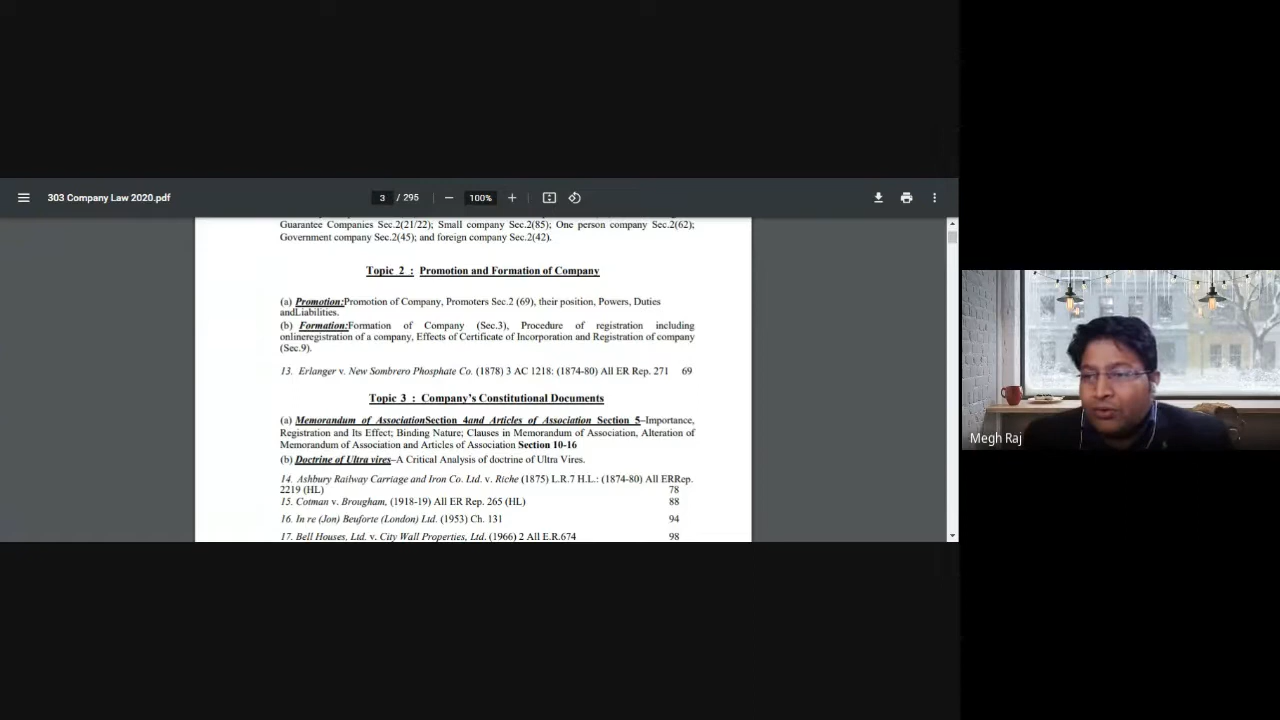 303 Company Law 2020.pdf
3 / 295
100%
Guarantee Companies Sec.2(21/22); Small company Sec.2(85); One person company Sec.2(62);
Government company Sec.2(45); and foreign company Sec.2(42).
Topic 2 : Promotion and Formation of Company
(a) Promotion:Promotion of Company, Promoters Sec.2 (69), their position, Powers, Duties
andLiabilities.
(b) Formation:Formation of Company (Sec.3), Procedure of registration including
onlineregistration of a company, Effects of Certificate of Incorporation and Registration of company
(Sec.9).
13. Erlanger v. New Sombrero Phosphate Co. (1878) 3 AC 1218: (1874-80) All ER Rep. 271 69
Topic 3 : Company's Constitutional Documents
(a) Memorandum of AssociationSection 4and Articles of Association Section 5–Importance,
Registration and Its Effect; Binding Nature; Clauses in Memorandum of Association, Alteration of
Memorandum of Association and Articles of Association Section 10-16
(b) Doctrine of Ultra vires–A Critical Analysis of doctrine of Ultra Vires.
14. Ashbury Railway Carriage and Iron Co. Ltd. v. Riche (1875) L.R.7 H.L.: (1874-80) All ERRep.
2219 (HL) 78
15. Cotman v. Brougham, (1918-19) All ER Rep. 265 (HL) 88
16. In re (Jon) Beuforte (London) Ltd. (1953) Ch. 131 94
17. Bell Houses, Ltd. v. City Wall Properties, Ltd. (1966) 2 All E.R.674 98
Megh Raj